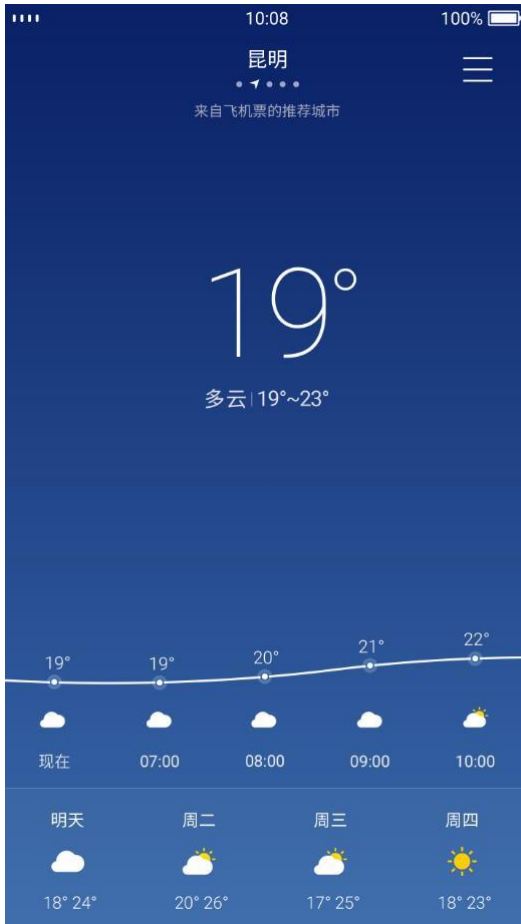 10:08 100%
昆明
来自飞机票的推荐城市
19°
多云 | 19°~23°
19° 19° 20° 21° 22°
现在 07:00 08:00 09:00 10:00
明天 周二 周三 周四
18° 24° 20° 26° 17° 25° 18° 23°